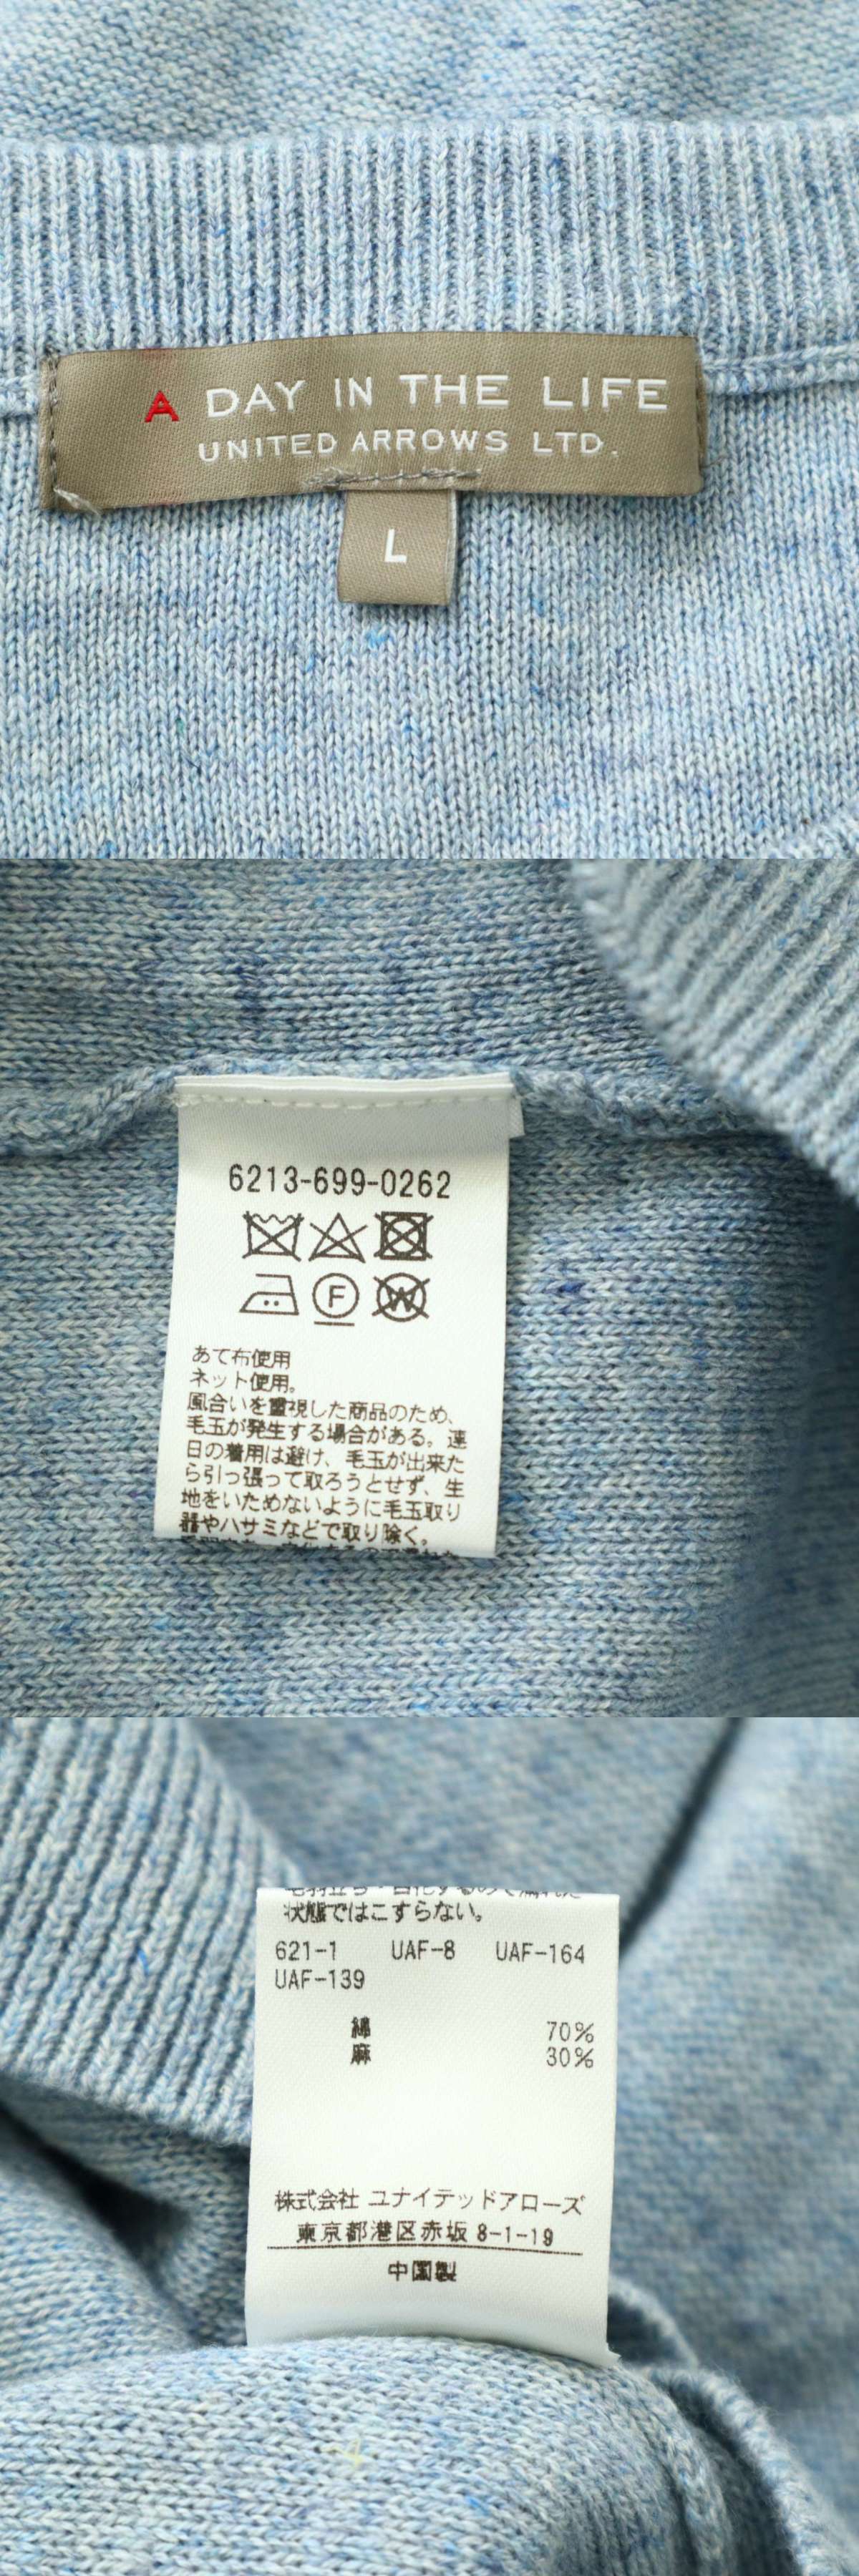 A DAY IN THE LIFE
UNITED ARROWS LTD.
L
6213-699-0262
F
W
あて布使用
ネット使用。
風合いを重視した商品のため、
毛玉が発生する場合がある。連
日の着用は避け、毛玉が出来た
ら引っ張って取ろうとせず、生
地をいためないように毛玉取り
器やハサミなどで取り除く。
状態ではこすらない。
621-1 UAF-8 UAF-164
UAF-139
綿 70%
麻 30%
株式会社 ユナイテッドアローズ
東京都港区赤坂 8-1-19
中国製